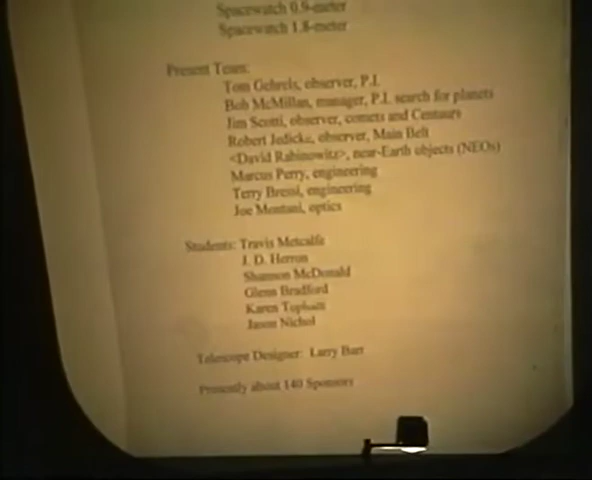 Spacewatch 0.9-meter
Spacewatch 1.8-meter
Present Team:
Tom Gehrels, observer, P.I.
Bob McMillan, manager, P.I. search for planets
Jim Scotti, observer, comets and Centaurs
Robert Jedicke, observer, Main Belt
<David Rabinowitz>, near-Earth objects (NEOs)
Marcus Perry, engineering
Terry Bressi, engineering
Joe Montani, optics
Students: Travis Metcalfe
J. D. Herron
Shannon McDonald
Glenn Bradford
Karen Topham
Jason Nichol
Telescope Designer: Larry Barr
Presently about 140 Sponsors